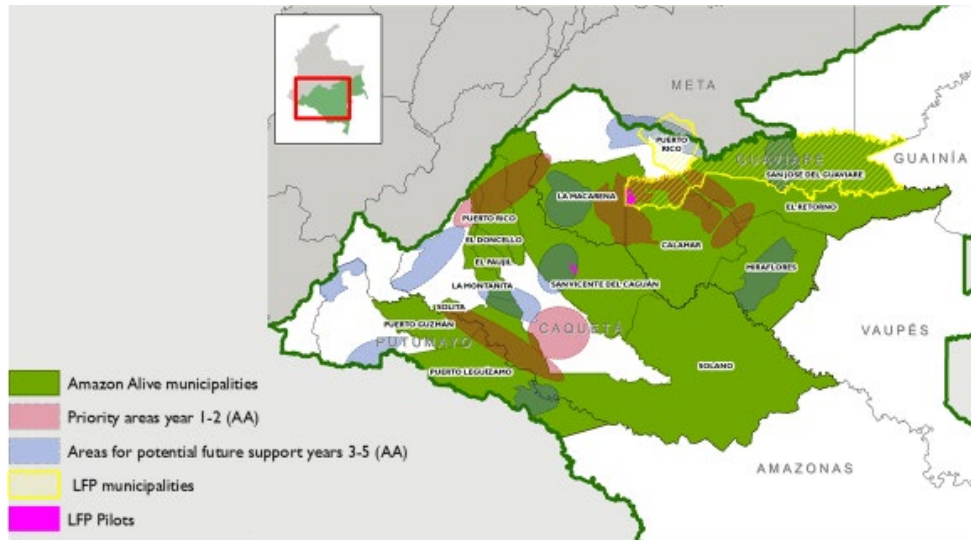 META
PUERTO
RICO
GUAVIARE
GUAINÍA
SAN JOSÉ DEL GUAVIARE
LA MACARENA
EL RETORNO
PUERTO RICO
EL DONCELLO
CALAMAR
EL PAUJIL
MIRAFLORES
LA MONTAÑITA
SAN VICENTE DEL CAGUÁN
SOLITA
PUERTO GUZMÁN
CAQUETÁ
VAUPÉS
PUTUMAYO
SOLANO
PUERTO LEGUÍZAMO
AMAZONAS
Amazon Alive municipalities
Priority areas year 1-2 (AA)
Areas for potential future support years 3-5 (AA)
LFP municipalities
LFP Pilots